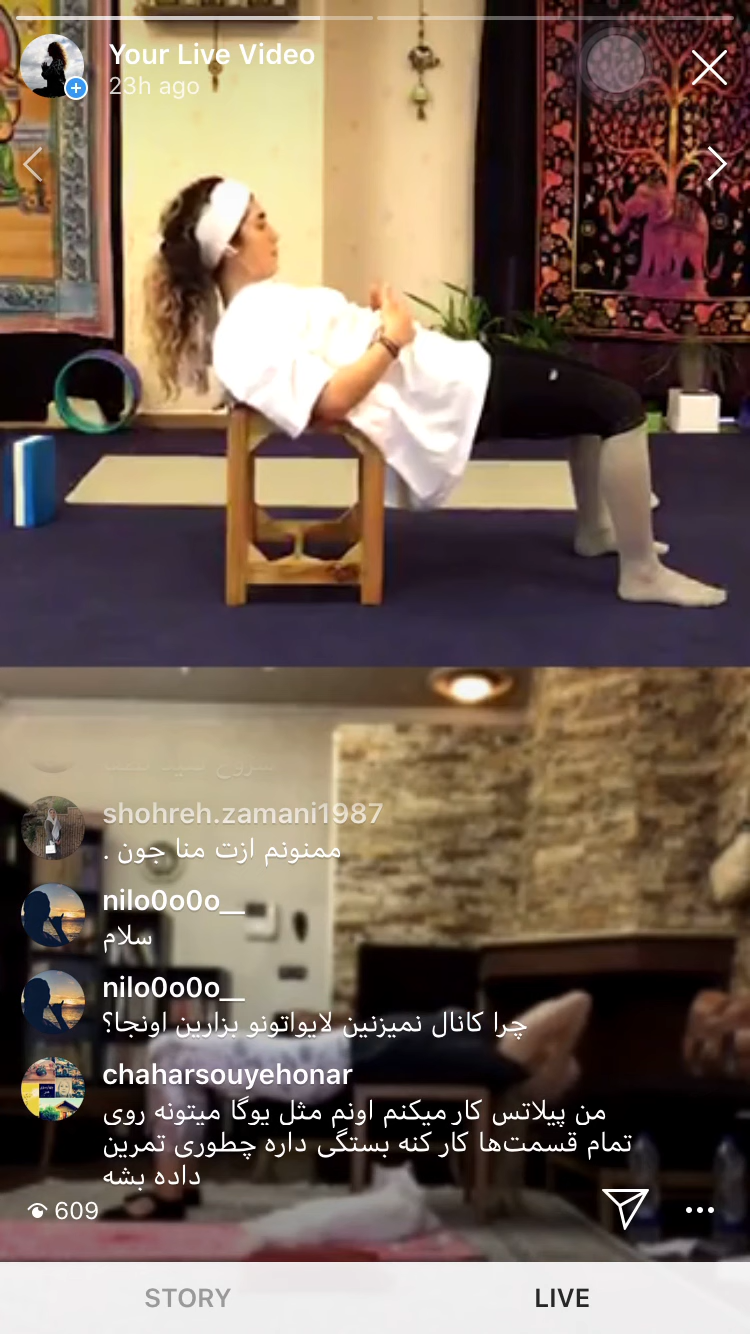 Your Live Video
23h ago
shohreh.zamani1987
ممنونم ازت منا جون .
nilo0o0o__
سلام
nilo0o0o__
چرا کانال نمیزنین لایواتونو بزارین اونجا؟
chaharsouyehonar
من پیلاتس کار میکنم اونم مثل یوگا میتونه روی
تمام قسمت‌ها کار کنه بستگی داره چطوری تمرین
داده بشه
609
STORY
LIVE